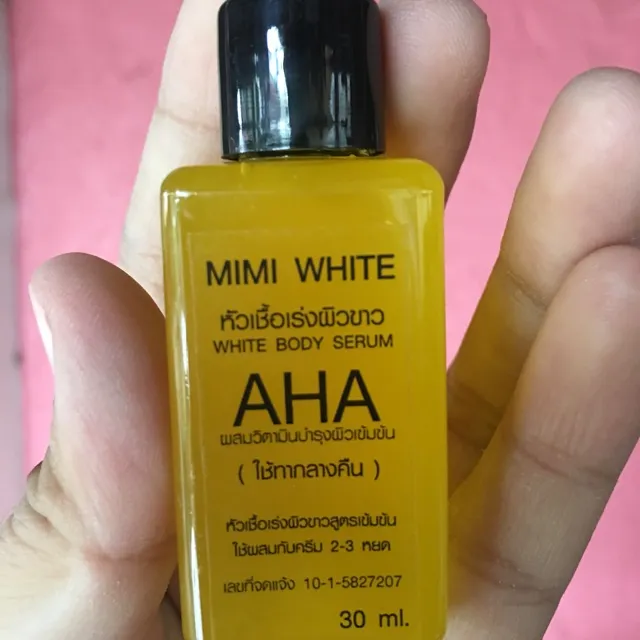 MIMI WHITE
หัวเชื้อเร่งผิวขาว
WHITE BODY SERUM
AHA
ผสมวิตามินบำรุงผิวเข้มข้น
( ใช้ทากลางคืน )
หัวเชื้อเร่งผิวขาวสูตรเข้มข้น
ใช้ผสมกับครีม 2-3 หยด
เลขที่จดแจ้ง 10-1-5827207
30 ml.